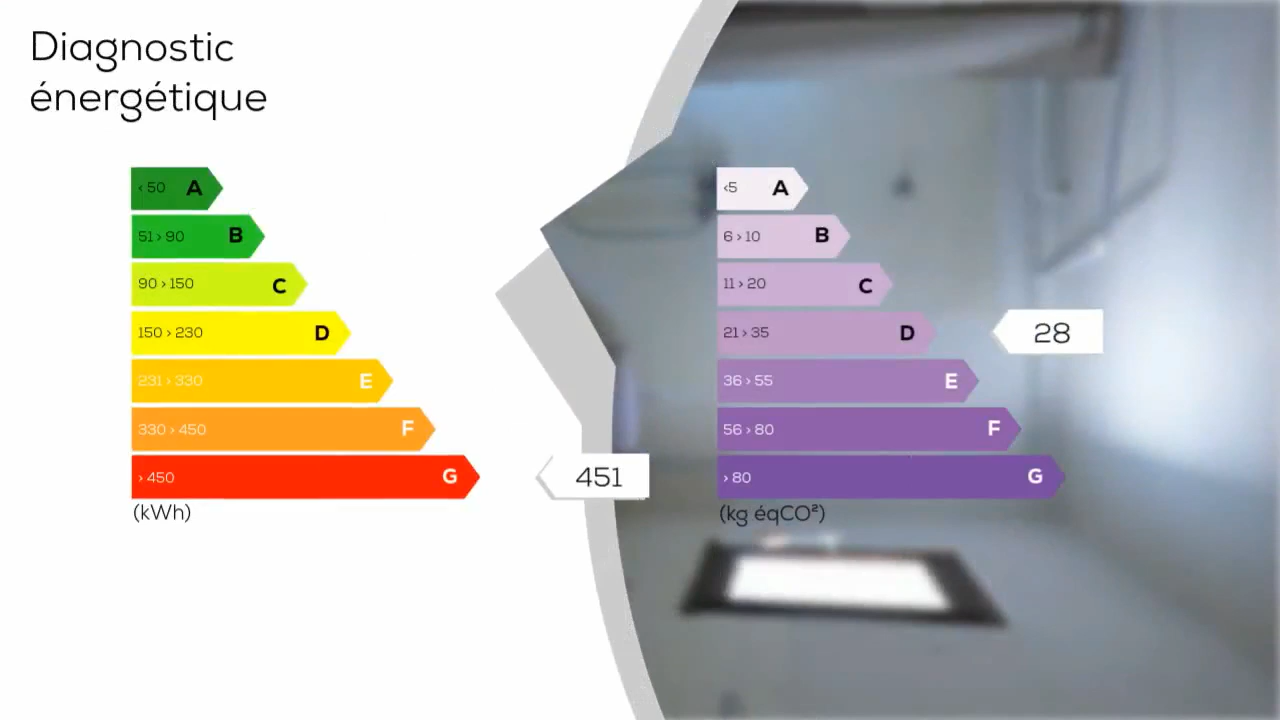 Diagnostic
énergétique
< 50 A
51 > 90 B
90 > 150 C
150 > 230 D
231 > 330 E
330 > 450 F
> 450 G
451
(kWh)
<5 A
6 > 10 B
11 > 20 C
21 > 35 D
28
36 > 55 E
56 > 80 F
> 80 G
(kg éqCO²)